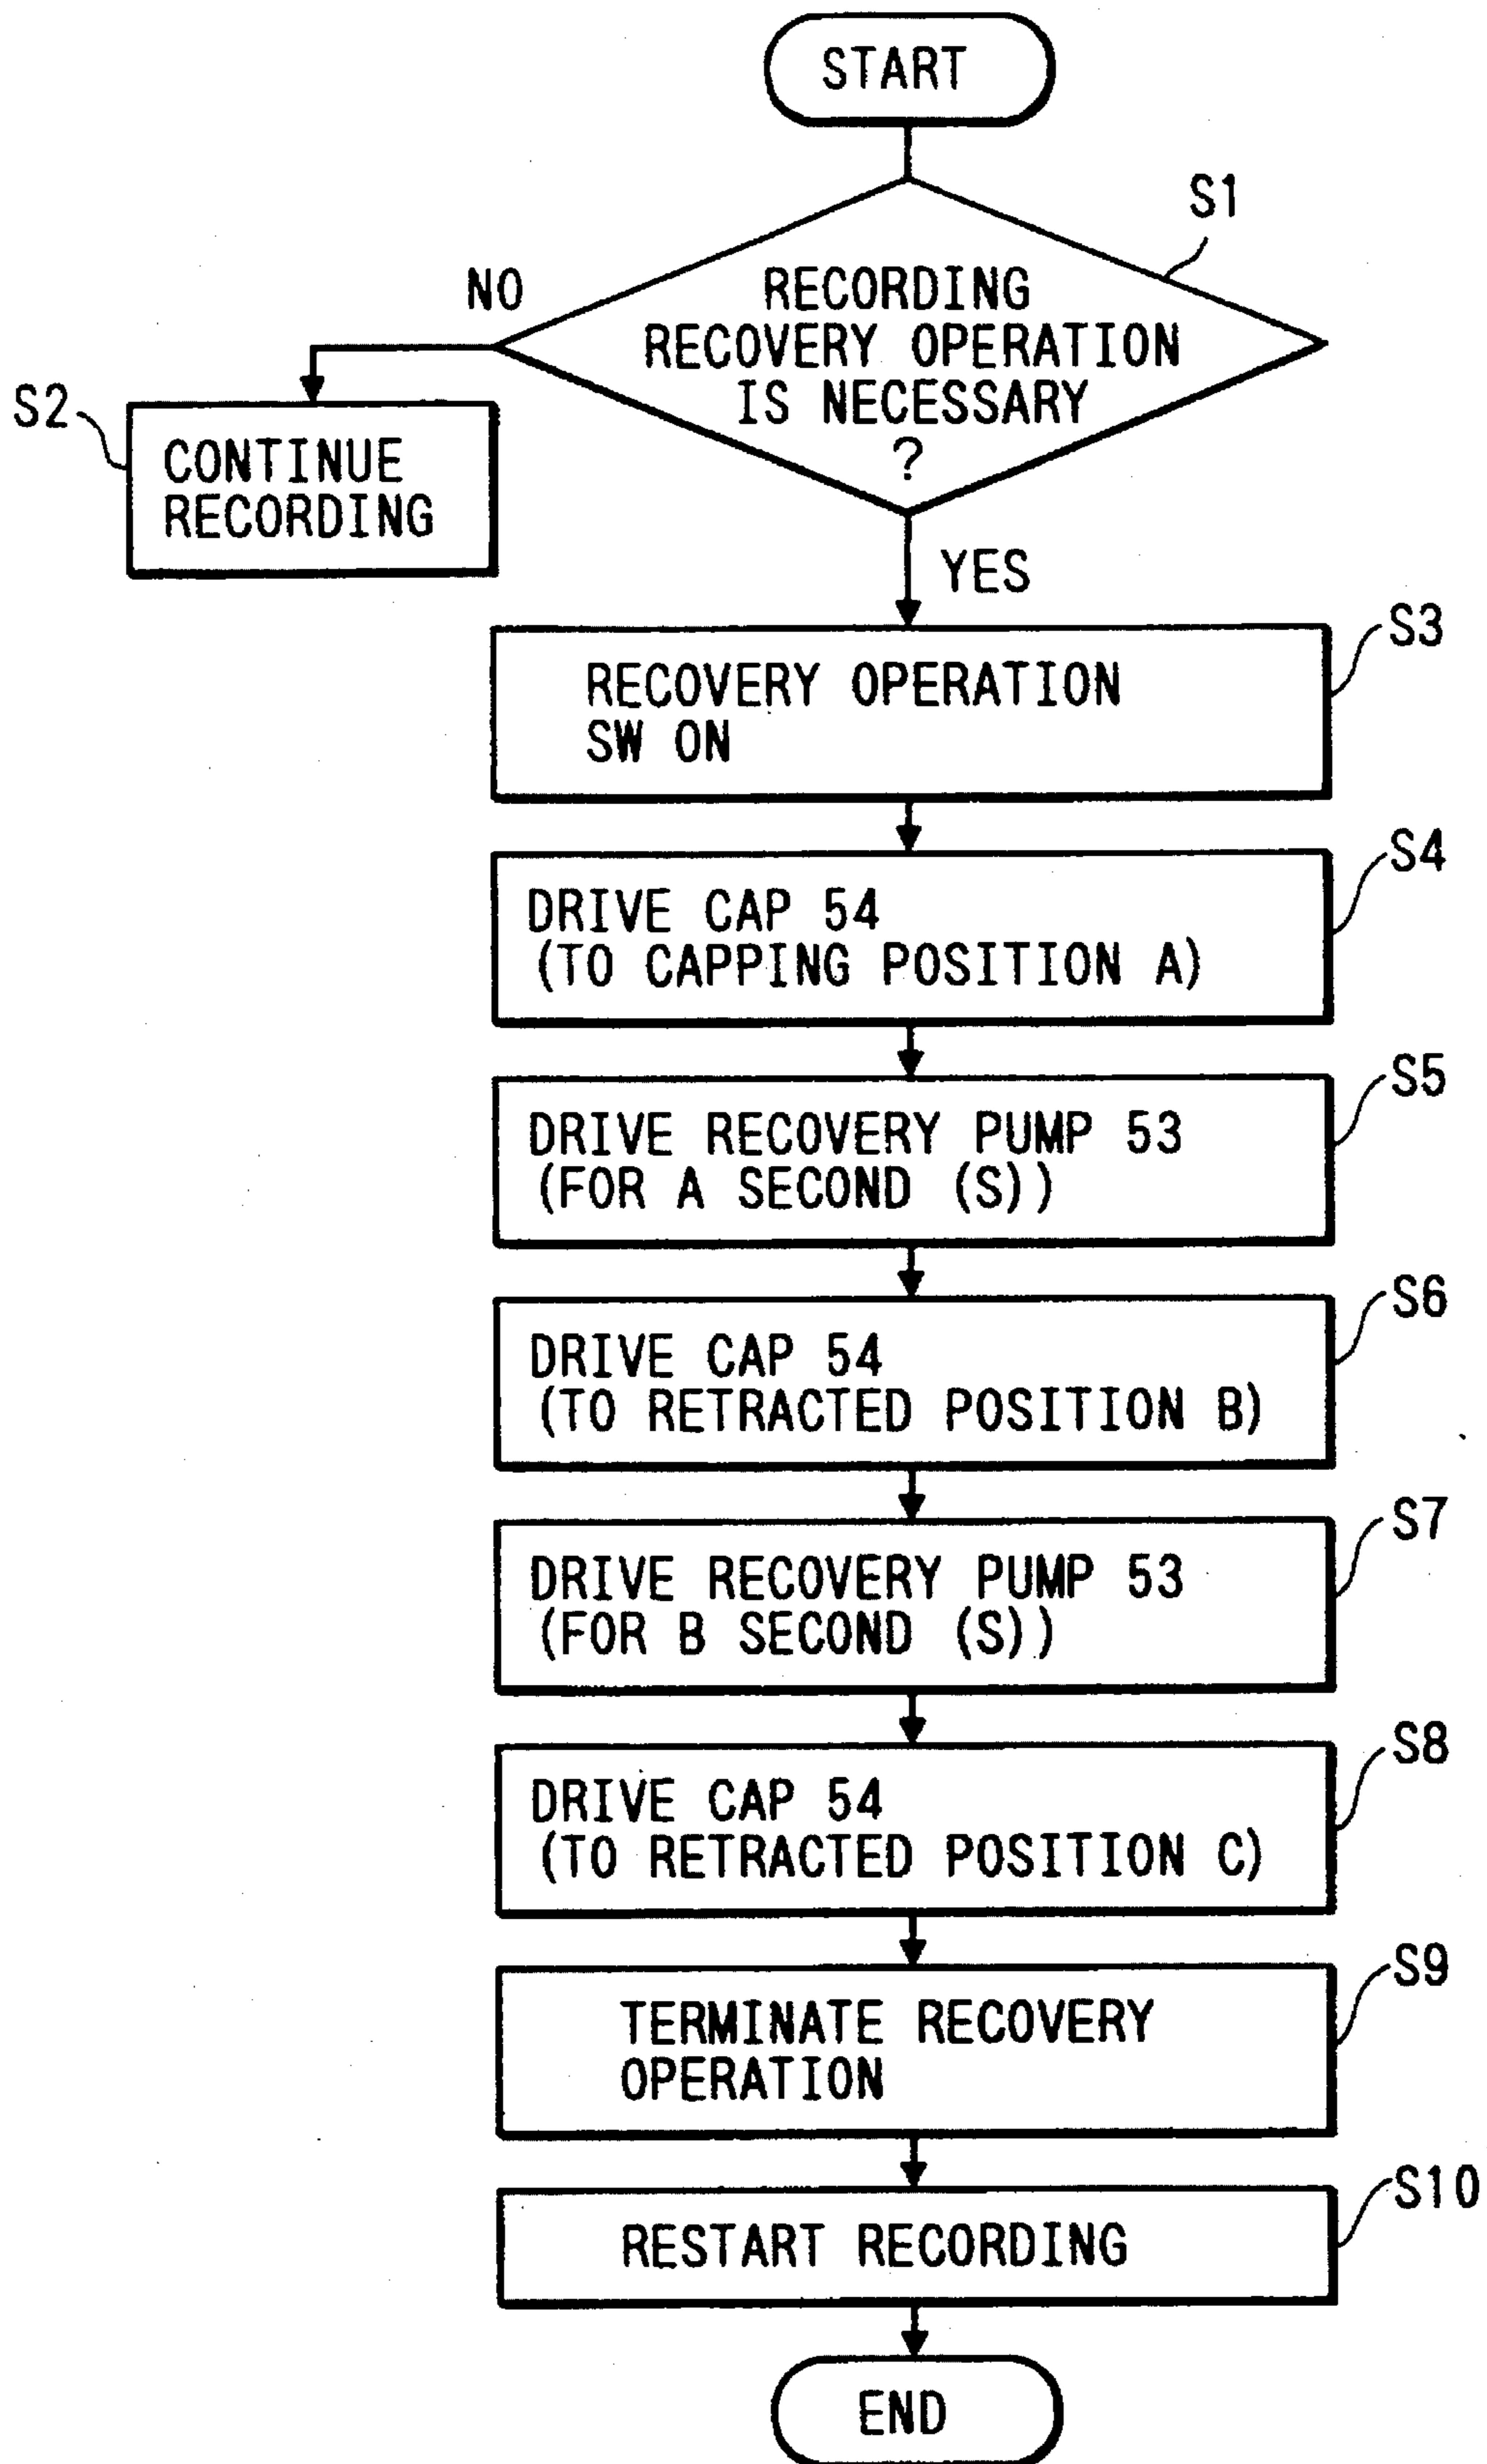 START
S1
NO
RECORDING
RECOVERY OPERATION
IS NECESSARY
?
S2
CONTINUE
RECORDING
YES
S3
RECOVERY OPERATION
SW ON
S4
DRIVE CAP 54
(TO CAPPING POSITION A)
S5
DRIVE RECOVERY PUMP 53
(FOR A SECOND (S))
S6
DRIVE CAP 54
(TO RETRACTED POSITION B)
S7
DRIVE RECOVERY PUMP 53
(FOR B SECOND (S))
S8
DRIVE CAP 54
(TO RETRACTED POSITION C)
S9
TERMINATE RECOVERY
OPERATION
S10
RESTART RECORDING
END